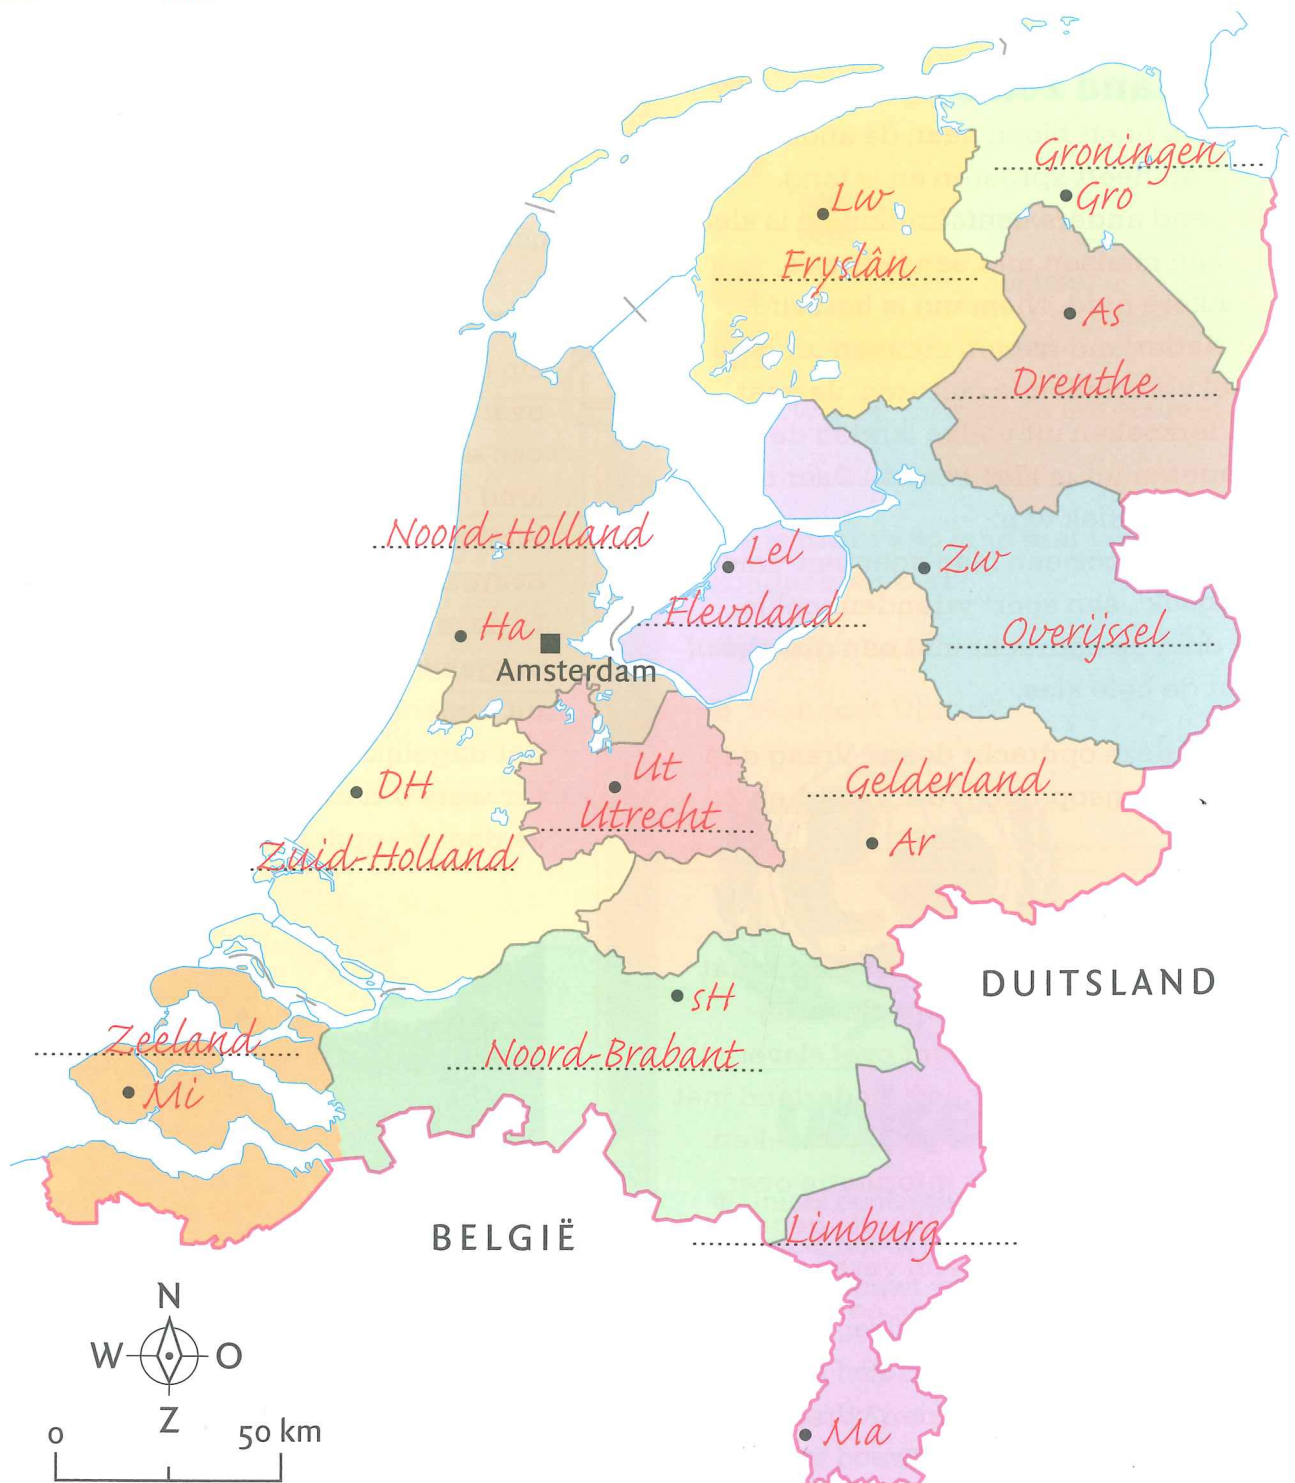 Groningen
Gro
Lw
Fryslân
As
Drenthe
Noord-Holland
Lel
Zw
Flevoland
Overijssel
Ha
Amsterdam
Ut
DH
Gelderland
Utrecht
Ar
Zuid-Holland
DUITSLAND
sH
Zeeland
Noord-Brabant
Mi
BELGIË
Limburg
N
W O
Z
0 50 km
Ma